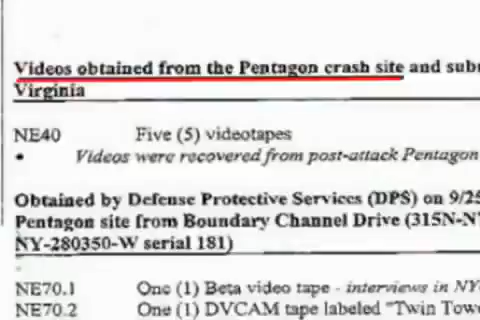 Videos obtained from the Pentagon crash site and sub
Virginia
NE40 Five (5) videotapes
• Videos were recovered from post-attack Pentagon
Obtained by Defense Protective Services (DPS) on 9/25
Pentagon site from Boundary Channel Drive (315N-N
NY-280350-W serial 181)
NE70.1 One (1) Beta video tape - interviews in NY
NE70.2 One (1) DVCAM tape labeled "Twin Tow